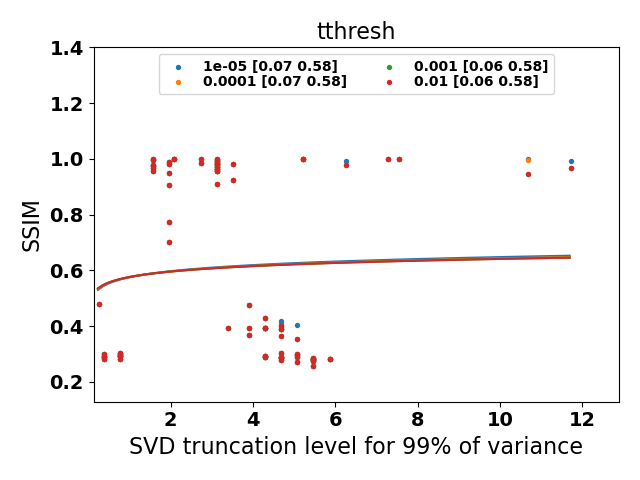 tthresh
1e-05 [0.07 0.58]
0.0001 [0.07 0.58]
0.001 [0.06 0.58]
0.01 [0.06 0.58]
SSIM
1.4
1.2
1.0
0.8
0.6
0.4
0.2
2 4 6 8 10 12
SVD truncation level for 99% of variance